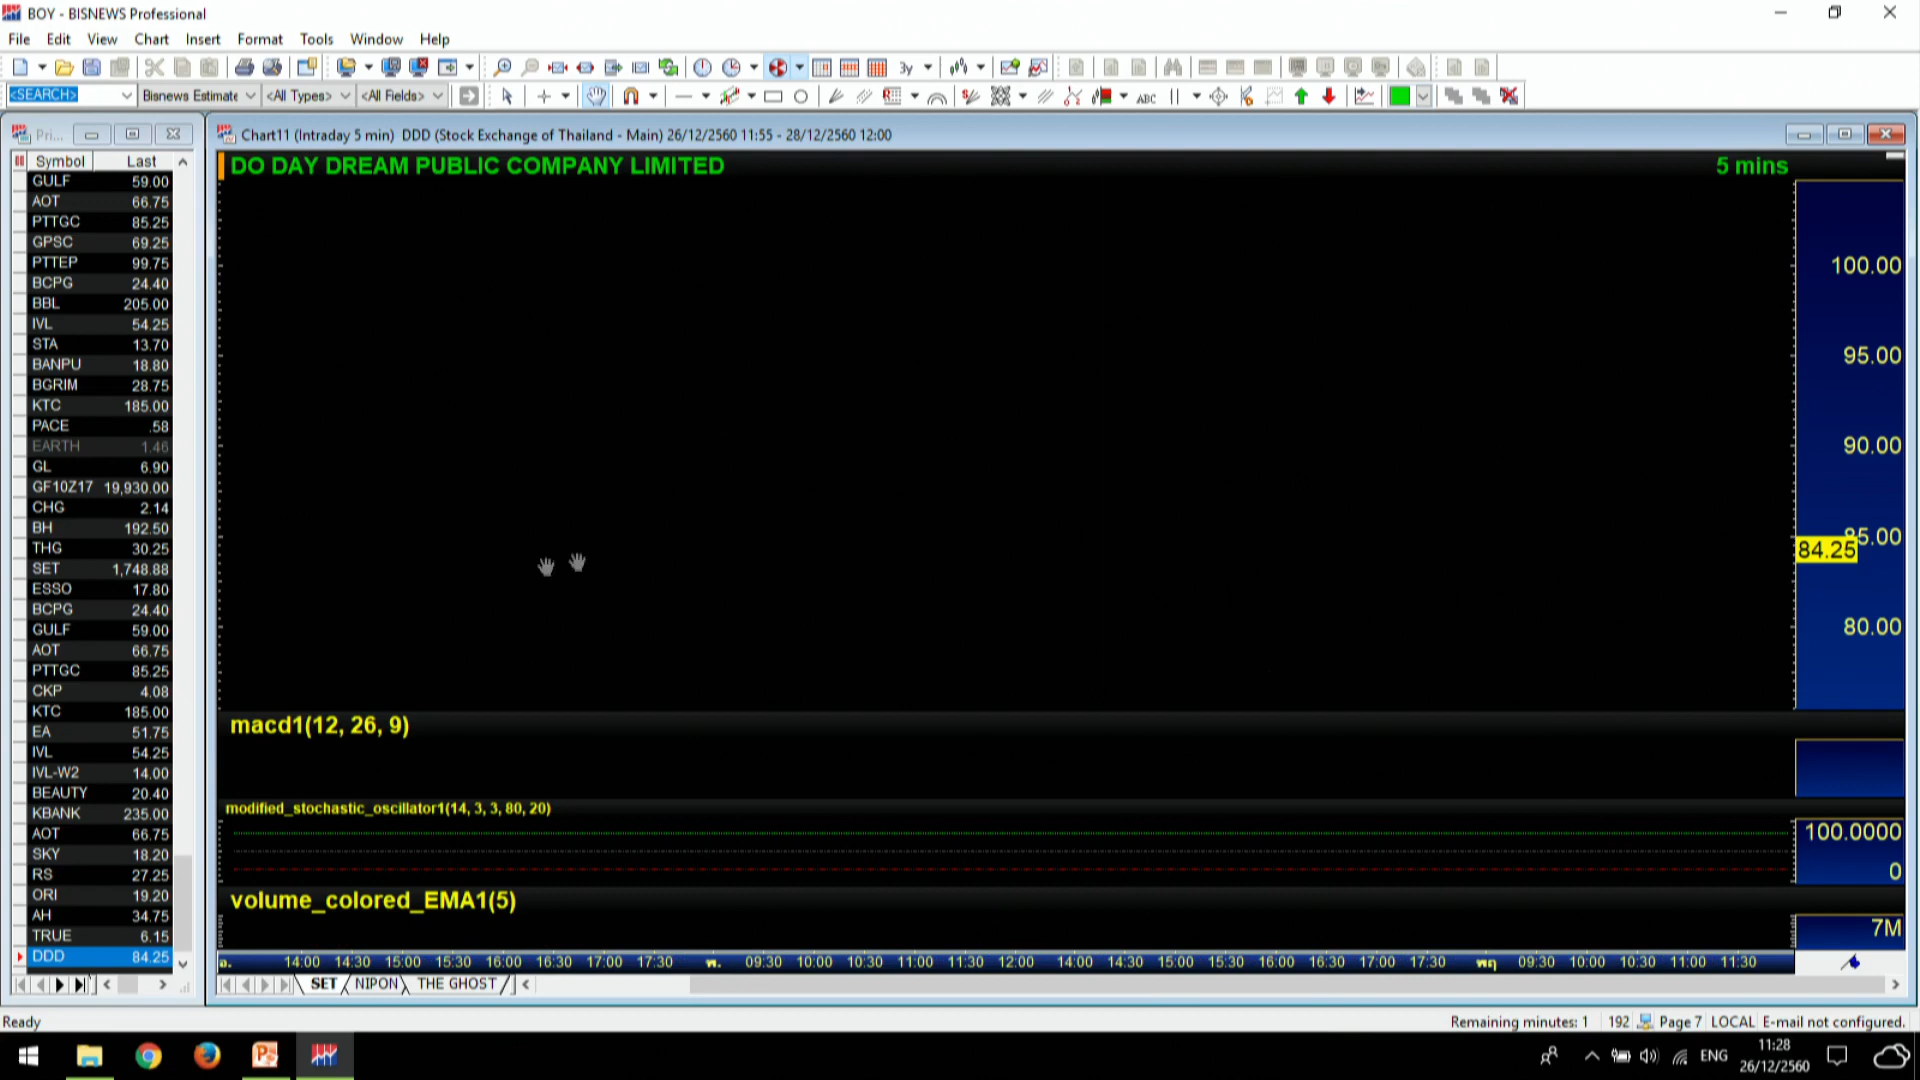 BOY - BISNEWS Professional
File Edit View Chart Insert Format Tools Window Help
3y
<SEARCH> Bisnews Estimate <All Types> <All Fields> ABC
Pri... Chart11 (Intraday 5 min) DDD (Stock Exchange of Thailand - Main) 26/12/2560 11:55 - 28/12/2560 12:00
Symbol Last
GULF 59.00
AOT 66.75
PTTGC 85.25
GPSC 69.25
PTTEP 99.75
BCPG 24.40
BBL 205.00
IVL 54.25
STA 13.70
BANPU 18.80
BGRIM 28.75
KTC 185.00
PACE .58
EARTH 1.46
GL 6.90
GF10Z17 19,930.00
CHG 2.14
BH 192.50
THG 30.25
SET 1,748.88
ESSO 17.80
BCPG 24.40
GULF 59.00
AOT 66.75
PTTGC 85.25
CKP 4.08
KTC 185.00
EA 51.75
IVL 54.25
IVL-W2 14.00
BEAUTY 20.40
KBANK 235.00
AOT 66.75
SKY 18.20
RS 27.25
ORI 19.20
AH 34.75
TRUE 6.15
DDD 84.25
DO DAY DREAM PUBLIC COMPANY LIMITED 5 mins
100.00
95.00
90.00
85.00
84.25
80.00
macd1(12, 26, 9)
modified_stochastic_oscillator1(14, 3, 3, 80, 20)
100.0000
0
volume_colored_EMA1(5)
7M
อ. 14:00 14:30 15:00 15:30 16:00 16:30 17:00 17:30 พ. 09:30 10:00 10:30 11:00 11:30 12:00 14:00 14:30 15:00 15:30 16:00 16:30 17:00 17:30 พฤ 09:30 10:00 10:30 11:00 11:30
SET NIPON THE GHOST
Ready Remaining minutes: 1 192 Page 7 LOCAL E-mail not configured.
ENG 11:28
26/12/2560